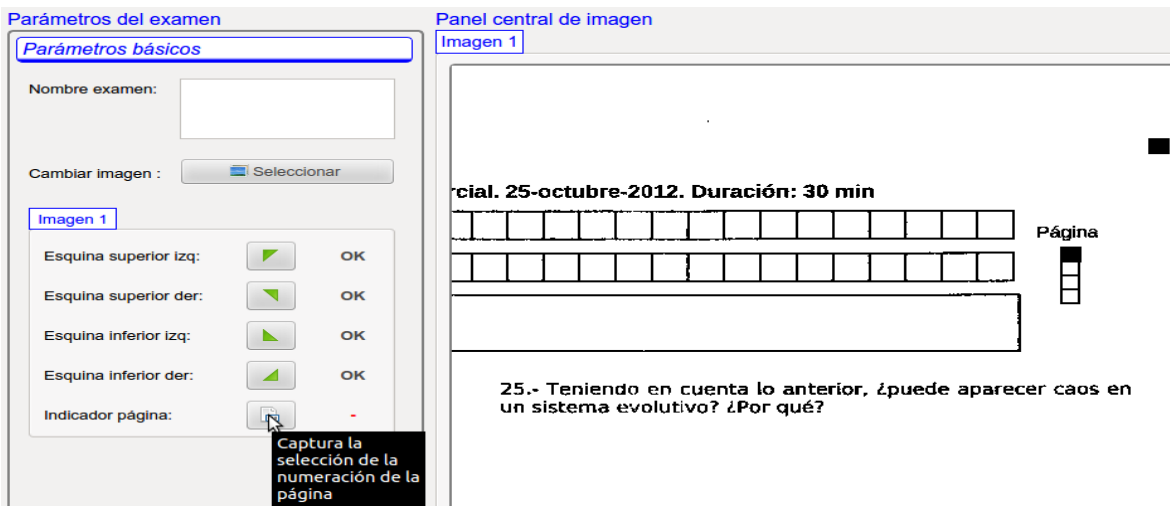 Parámetros del examen
Parámetros básicos
Nombre examen:
Cambiar imagen :
Seleccionar
Imagen 1
Esquina superior izq:
OK
Esquina superior der:
OK
Esquina inferior izq:
OK
Esquina inferior der:
OK
Indicador página:
-
Captura la
selección de la
numeración de la
página
Panel central de imagen
Imagen 1
rcial. 25-octubre-2012. Duración: 30 min
Página
25.- Teniendo en cuenta lo anterior, ¿puede aparecer caos en
un sistema evolutivo? ¿Por qué?